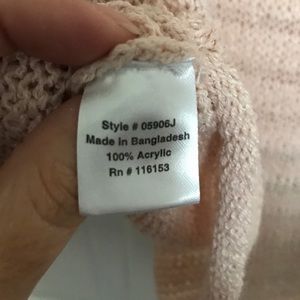 Style # 05906J
Made in Bangladesh
100% Acrylic
Rn # 116153